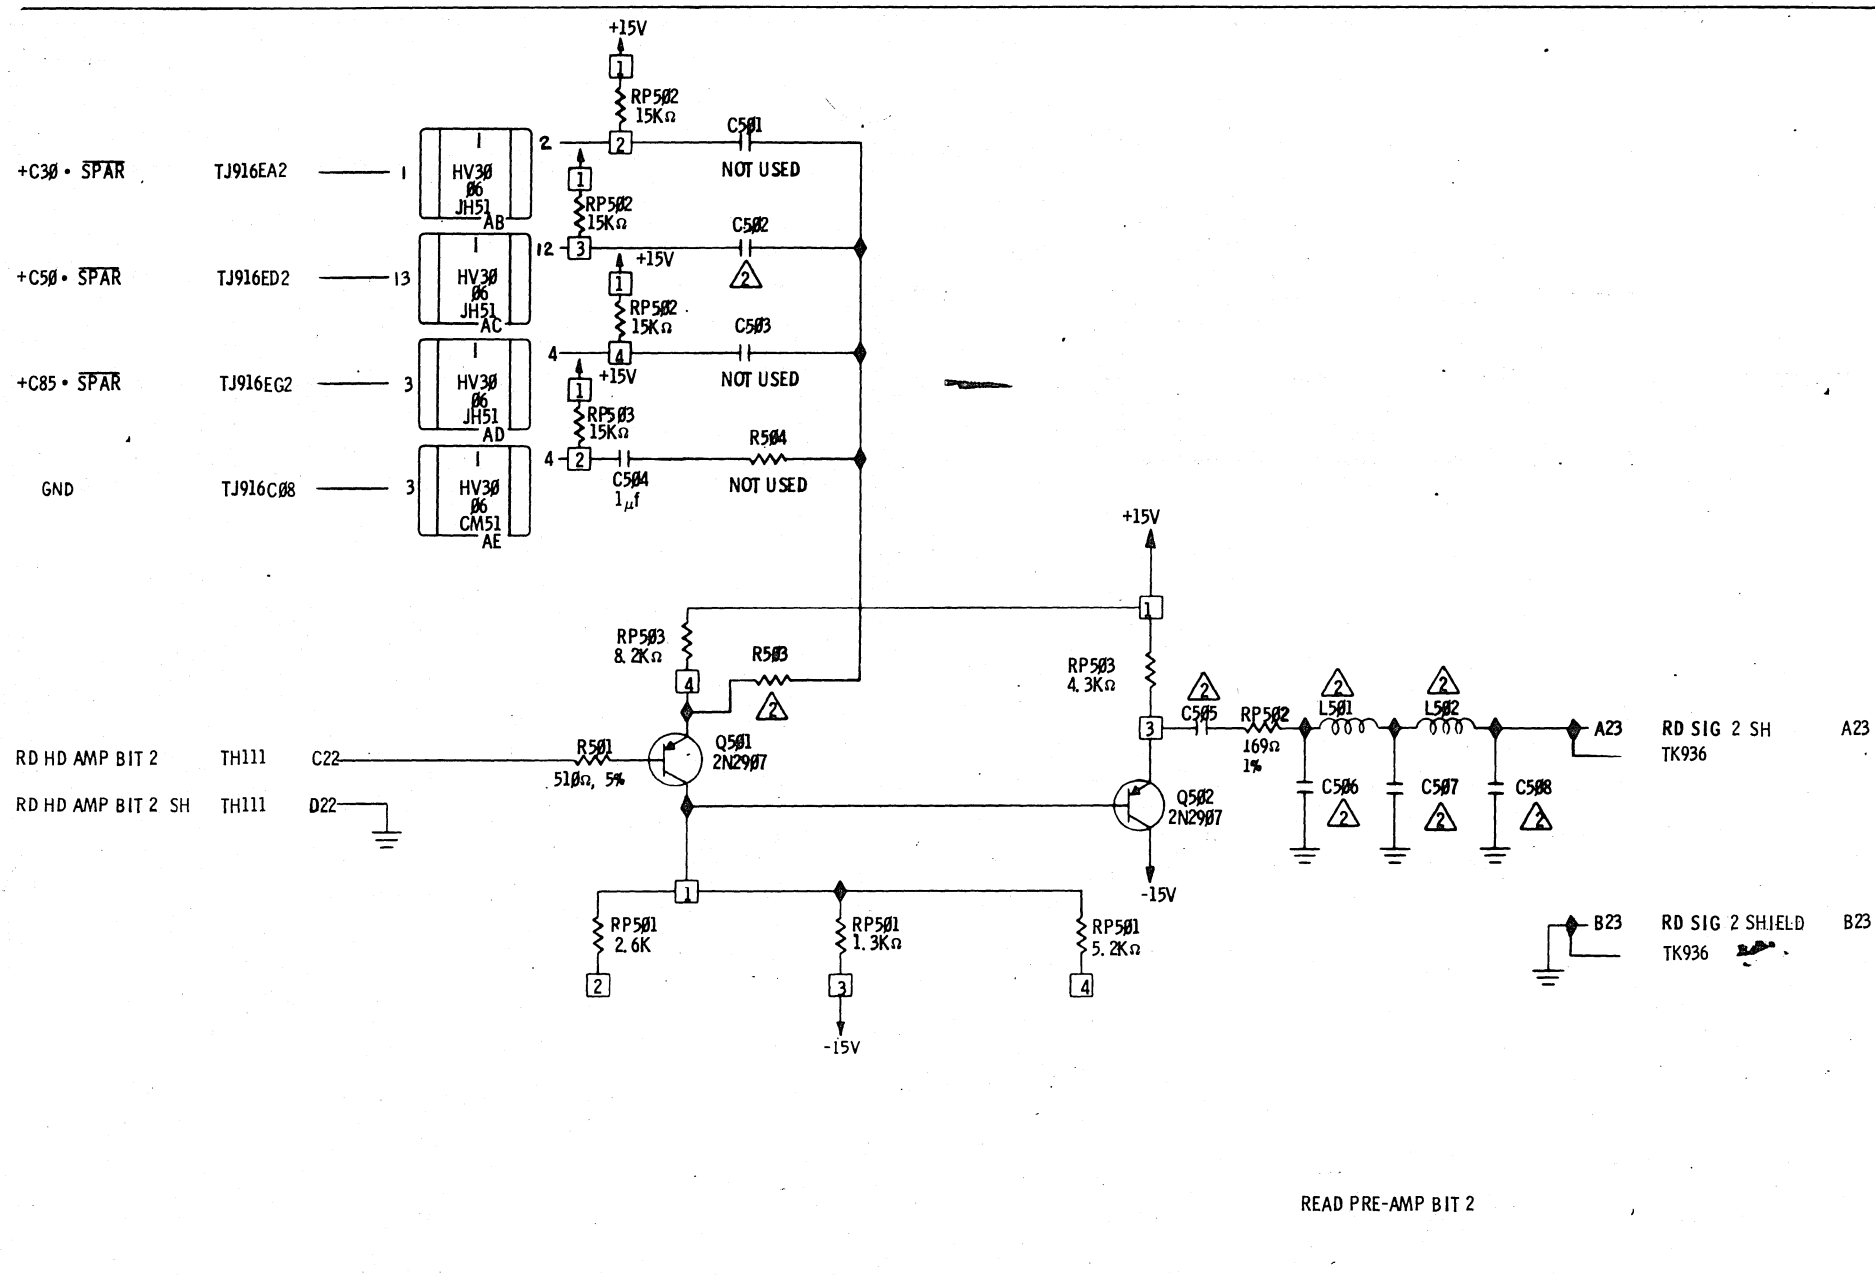 +15V
1
RP5Ø2
15KΩ
C5Ø1
2
2
NOT USED
+C3Ø • SPAR TJ916EA2 1
I
HV3Ø
Ø6
JH51
AB
1
RP5Ø2
15KΩ
C5Ø2
12
3
2
+C5Ø • SPAR TJ916ED2 13
I
HV3Ø
Ø6
JH51
AC
+15V
1
RP5Ø2
15KΩ
C5Ø3
4
4
NOT USED
+C85 • SPAR TJ916EG2 3
I
HV3Ø
Ø6
JH51
AD
+15V
1
RP5Ø3
15KΩ
R5Ø4
4
2
C5Ø4
1μf
NOT USED
GND TJ916CØ8 3
I
HV3Ø
Ø6
CM51
AE
+15V
1
RP5Ø3
8.2KΩ
4
R5Ø3
2
RP5Ø3
4.3KΩ
3
2
C5Ø5
RP5Ø2
169Ω
1%
2
L5Ø1
2
L5Ø2
A23 RD SIG 2 SH A23
TK936
RD HD AMP BIT 2 TH111 C22
R5Ø1
51ØΩ, 5%
Q5Ø1
2N29Ø7
C5Ø6
2
C5Ø7
2
C5Ø8
2
RD HD AMP BIT 2 SH TH111 D22
Q5Ø2
2N29Ø7
-15V
1
RP5Ø1
2.6K
2
RP5Ø1
1.3KΩ
3
-15V
RP5Ø1
5.2KΩ
4
B23 RD SIG 2 SHIELD B23
TK936
READ PRE-AMP BIT 2